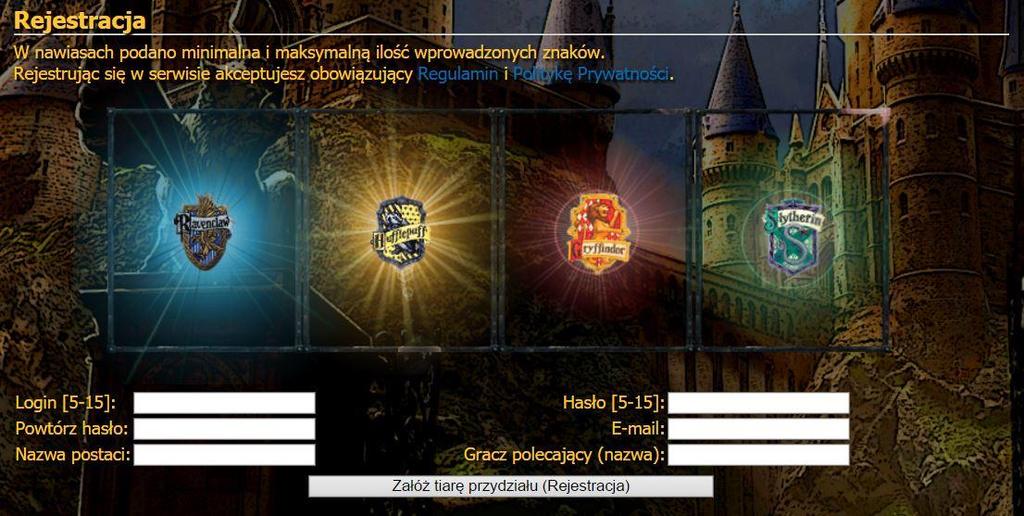 Rejestracja
W nawiasach podano minimalna i maksymalną ilość wprowadzonych znaków.
Rejestrując się w serwisie akceptujesz obowiązujący Regulamin i Politykę Prywatności.
Ravenclaw
Hufflepuff
Gryffindor
Slytherin
Login [5-15]:
Hasło [5-15]:
Powtórz hasło:
E-mail:
Nazwa postaci:
Gracz polecający (nazwa):
Załóż tiarę przydziału (Rejestracja)